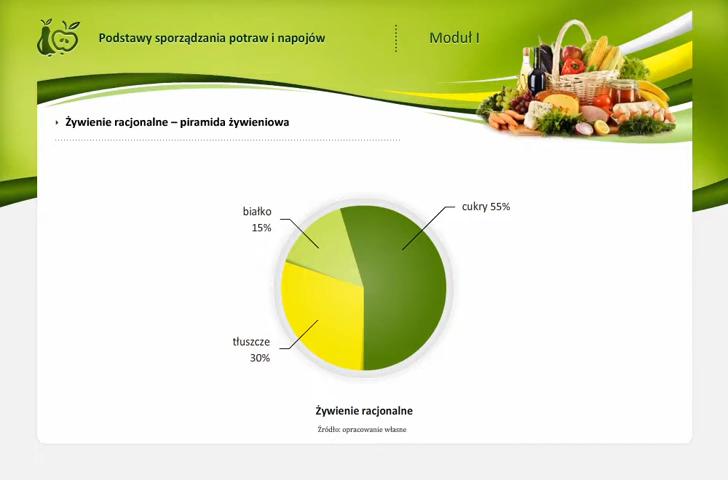 Podstawy sporządzania potraw i napojów
Moduł I
Żywienie racjonalne – piramida żywieniowa
białko
15%
cukry 55%
tłuszcze
30%
Żywienie racjonalne
Źródło: opracowanie własne